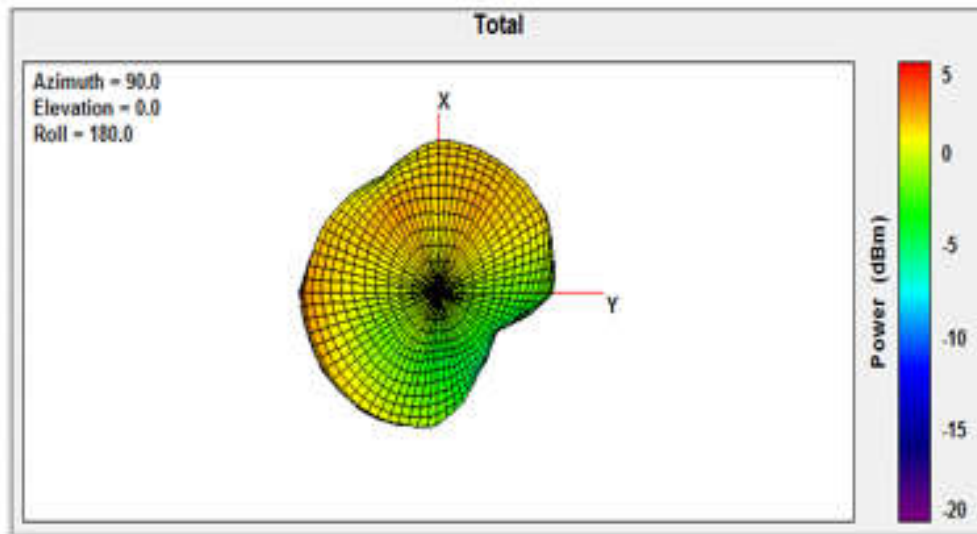 Total
Azimuth = 90.0
Elevation = 0.0
Roll = 180.0
X
Y
Power (dBm)
5
0
-5
-10
-15
-20